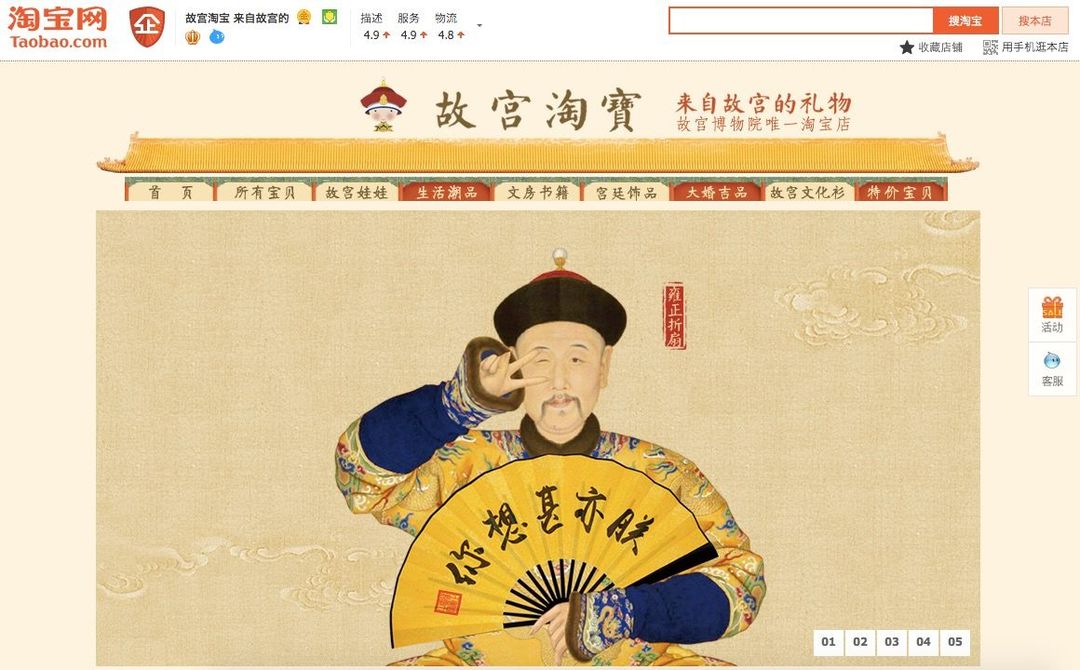 淘宝网
Taobao.com
企
故宫淘宝 来自故宫的
描述 服务 物流
4.9 4.9 4.8
搜淘宝 搜本店
收藏店铺 用手机逛本店
故宫淘寶
来自故宫的礼物
故宫博物院唯一淘宝店
首 页 所有宝贝 故宫娃娃 生活潮品 文房书籍 宫廷饰品 大婚吉品 故宫文化衫 特价宝贝
雍正折扇
朕亦甚想你
SALE
活动
客服
01 02 03 04 05